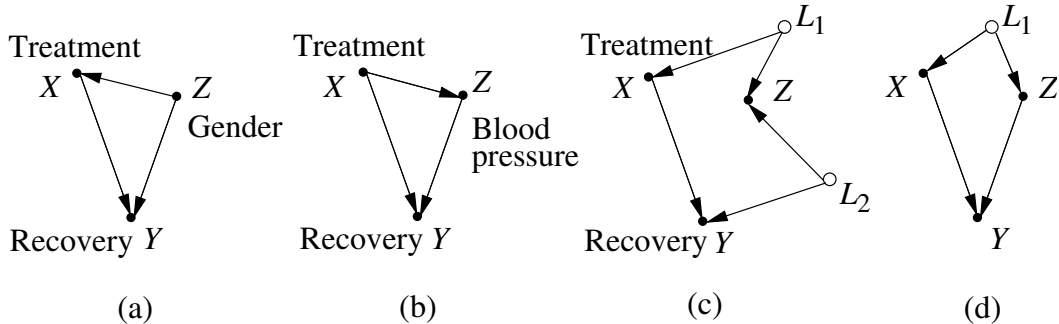 Treatment
X
Z
Gender
Recovery Y
(a)
Treatment
X
Z
Blood
pressure
Recovery Y
(b)
L1
Treatment
X
Z
L2
Recovery Y
(c)
L1
X
Z
Y
(d)